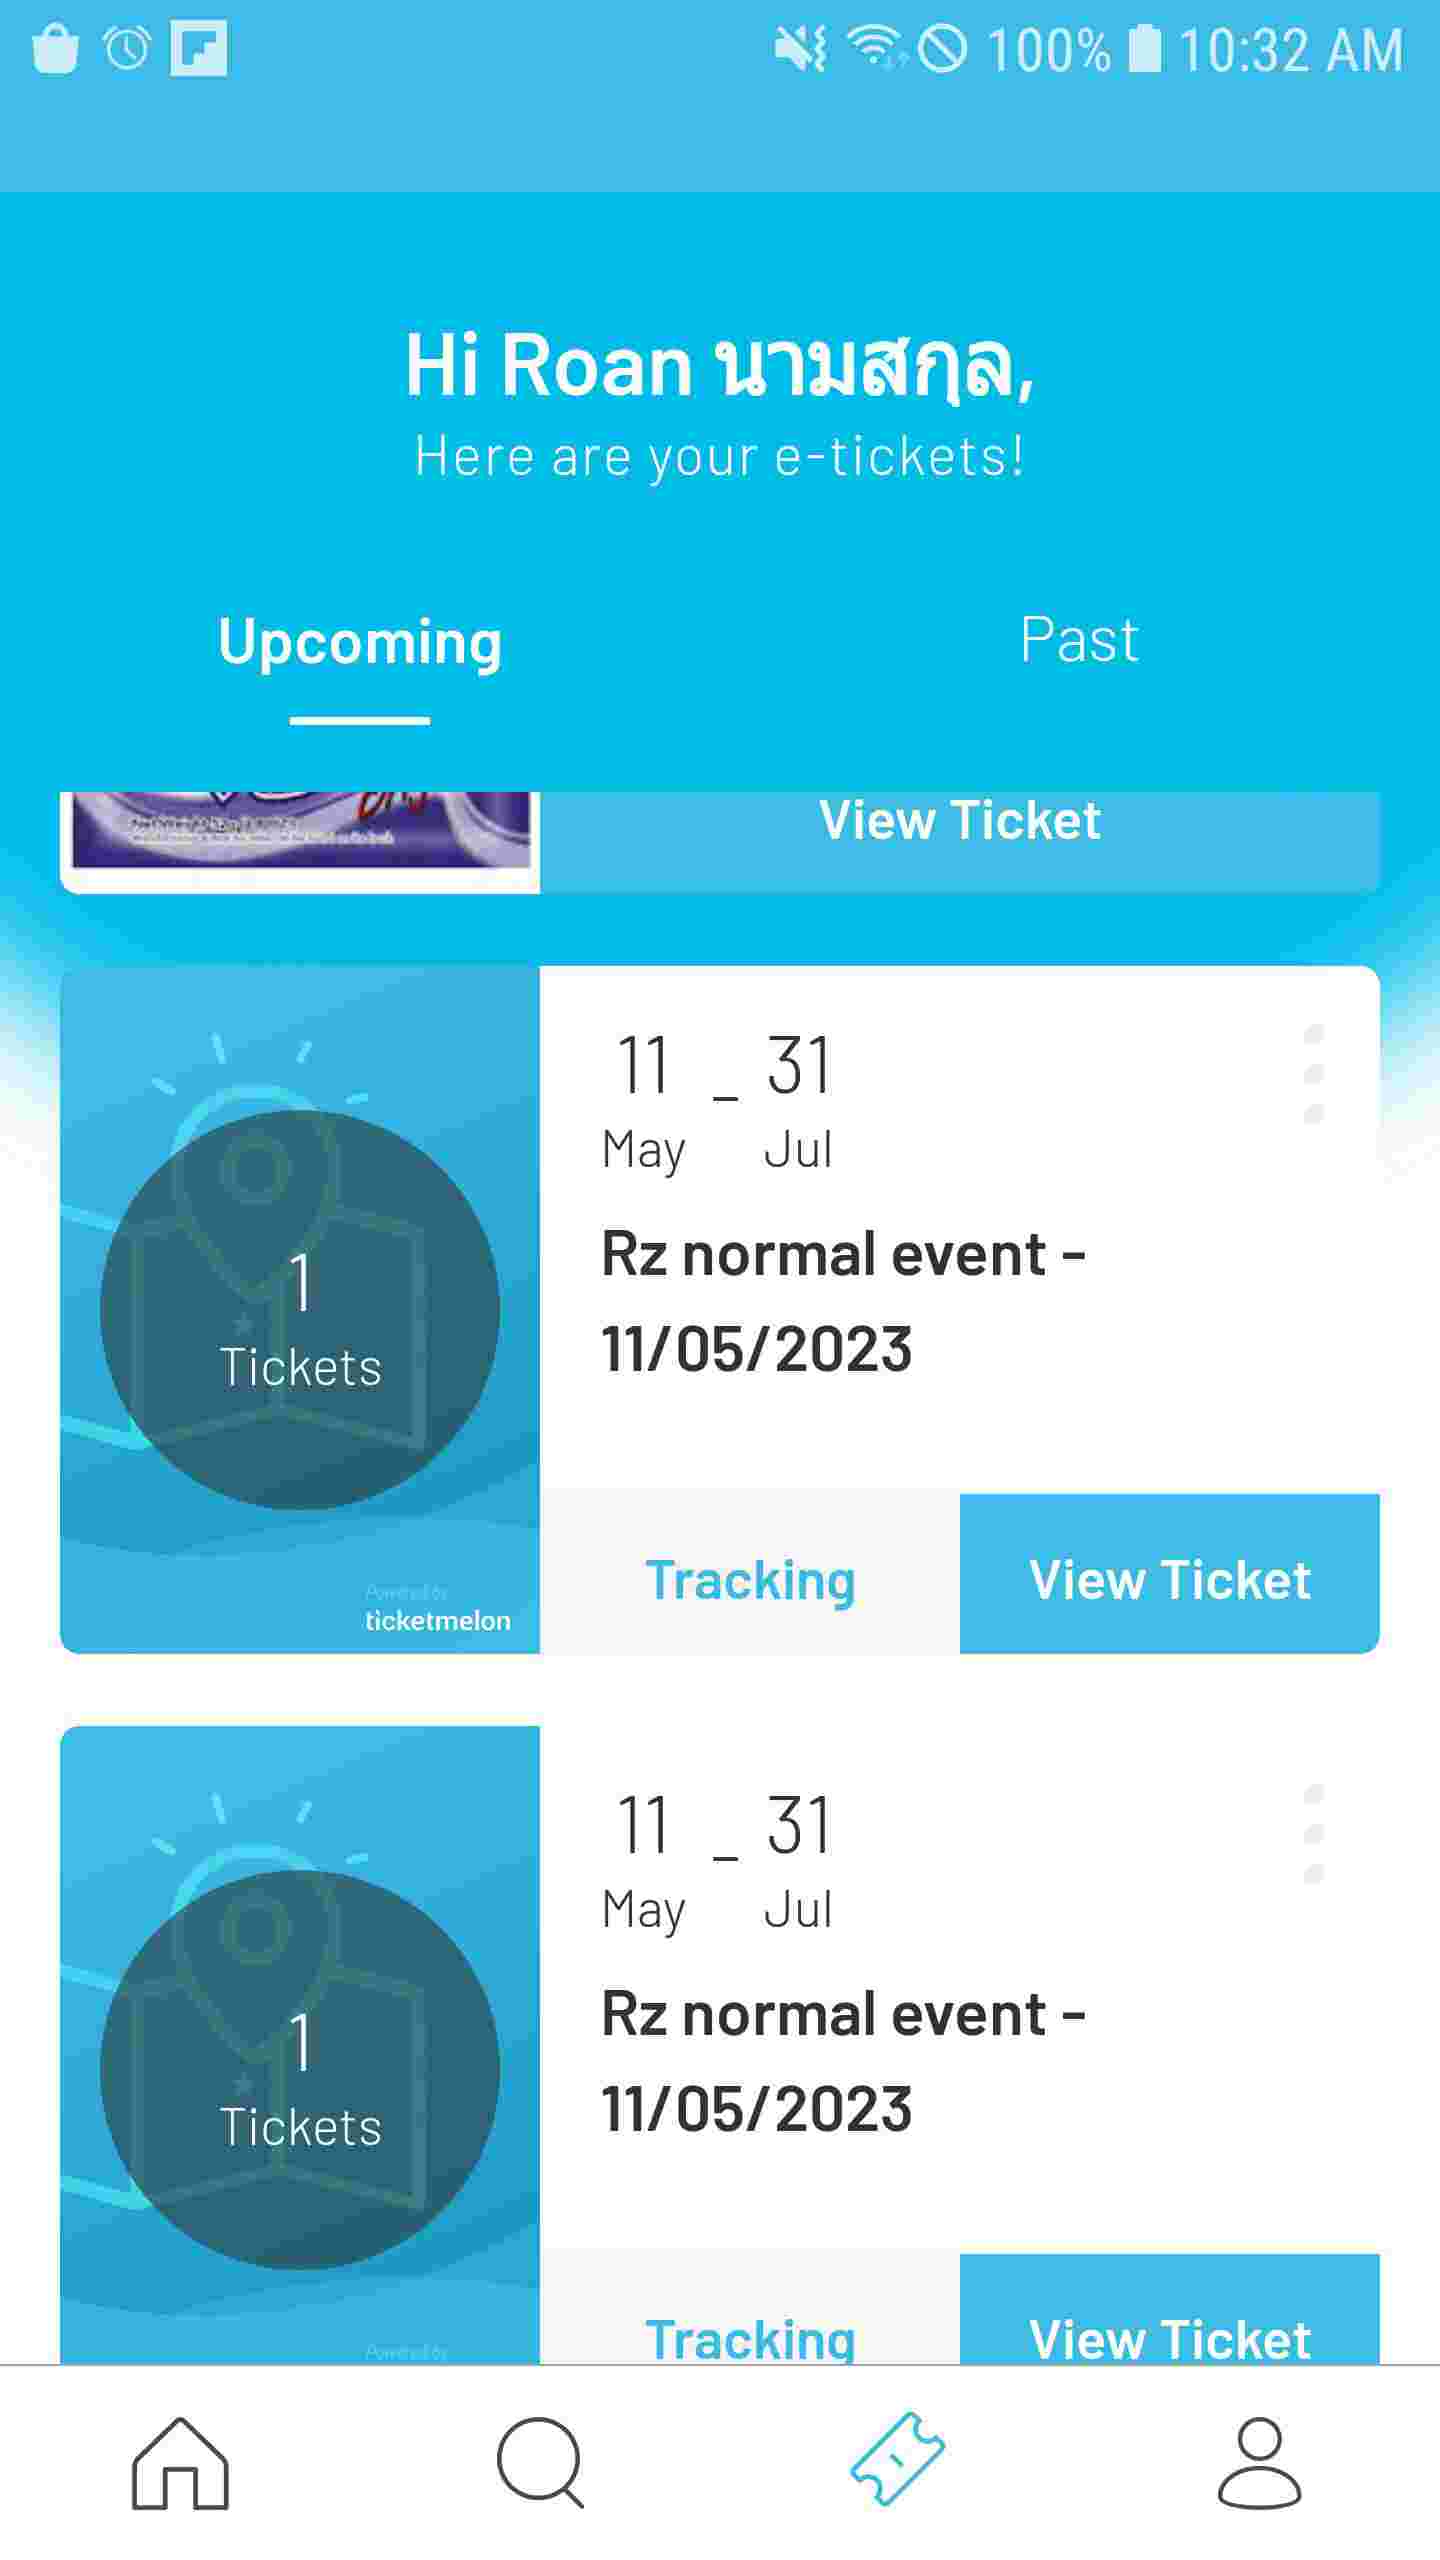 100% 10:32 AM
Hi Roan นามสกุล,
Here are your e-tickets!
Upcoming Past
View Ticket
11 _ 31
May Jul
Rz normal event -
11/05/2023
1
Tickets
Tracking View Ticket
Powered by
ticketmelon
11 _ 31
May Jul
Rz normal event -
11/05/2023
1
Tickets
Tracking View Ticket
Powered by